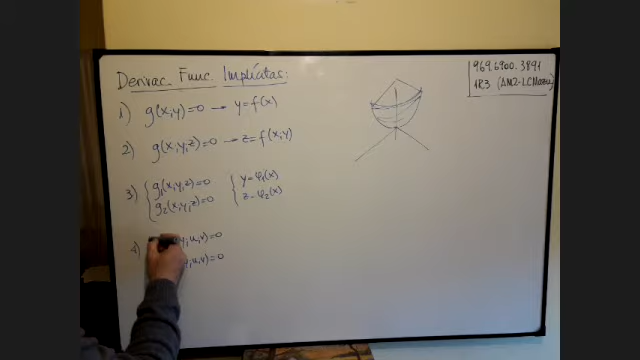 Derivac. Func. Implícitas:
1) g(x,y)=0 → y=f(x)
2) g(x,y,z)=0 → z=f(x,y)
3) { g₁(x,y,z)=0 { y=φ₁(x)
g₂(x,y,z)=0 z=φ₂(x)
4) y,u,v)=0
,u,v)=0
969.6900.3891
1R3 (AM2-LCMozzu)